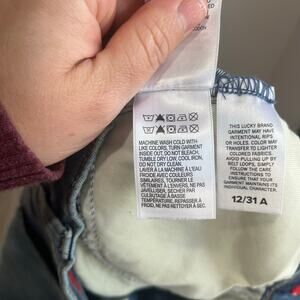 MACHINE WASH COLD WITH
LIKE COLORS, TURN GARMENT
INSIDE OUT, DO NOT BLEACH,
TUMBLE DRY LOW, COOL IRON,
DO NOT DRY CLEAN.
LAVER À LA MACHINE À L'EAU
FROIDE AVEC COULEURS
SIMILAIRES, TOURNER LE
VÊTEMENT À L'ENVERS, NE PAS
JAVELLISER, SÉCHER PAR
CULBUTAGE À BASSE
TEMPÉRATURE, REPASSER À
FROID, NE PAS NETTOYER À SEC.
THIS LUCKY BRAND
GARMENT MAY HAVE
INTENTIONAL RIPS
OR HOLES. COLOR MAY
TRANSFER TO LIGHTER
COLORED FABRICS.
AVOID PULLING UP BY
BELT LOOPS. SIMPLY
FOLLOW THE CARE
INSTRUCTIONS TO
ENSURE THAT YOUR
GARMENT MAINTAINS ITS
INDIVIDUAL CHARACTER.
12/31 A